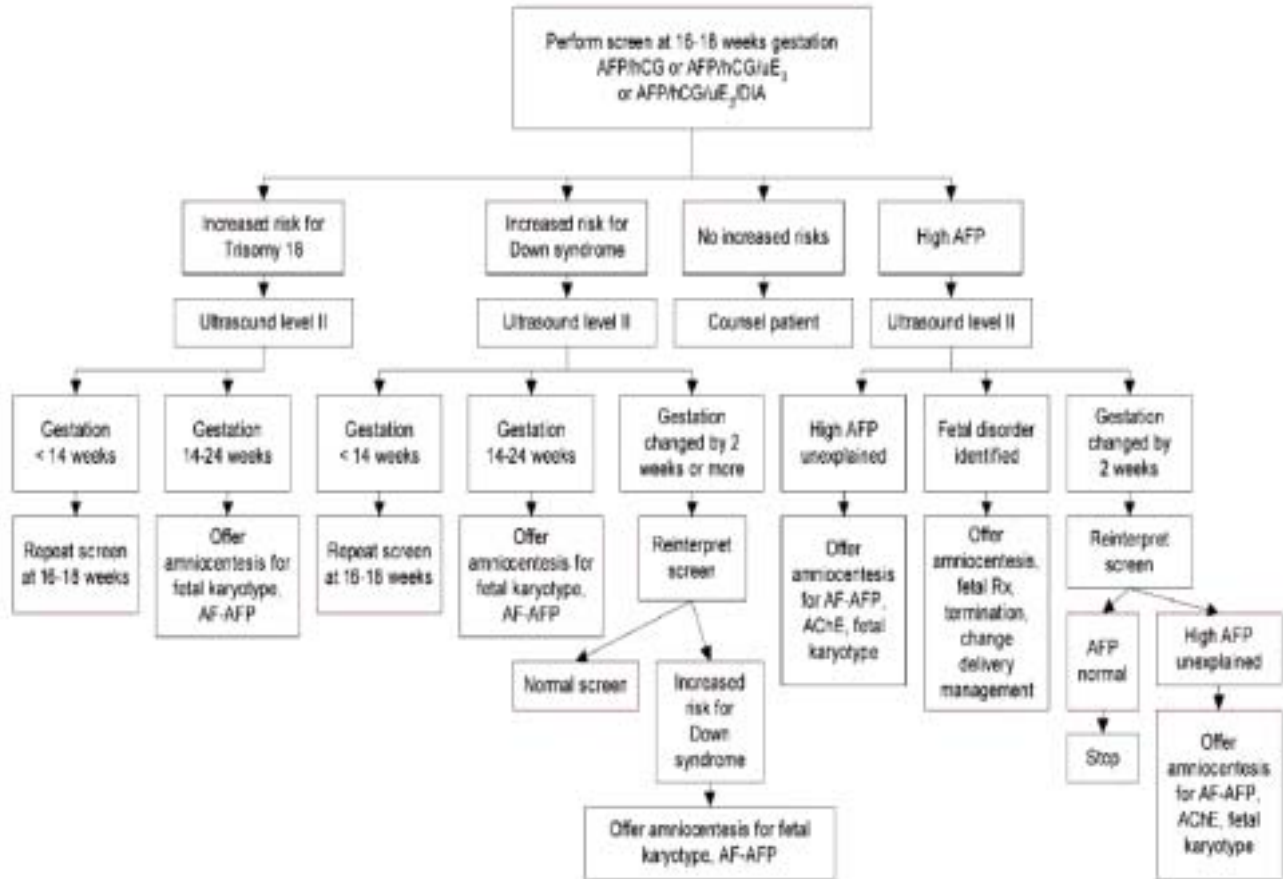 Perform screen at 16-18 weeks gestation
AFP/hCG or AFP/hCG/uE3
or AFP/hCG/uE3/DIA
Increased risk for
Trisomy 18
Increased risk for
Down syndrome
No increased risks
High AFP
Ultrasound level II
Ultrasound level II
Counsel patient
Ultrasound level II
Gestation
< 14 weeks
Gestation
14-24 weeks
Gestation
< 14 weeks
Gestation
14-24 weeks
Gestation
changed by 2
weeks or more
High AFP
unexplained
Fetal disorder
identified
Gestation
changed by
2 weeks
Repeat screen
at 16-18 weeks
Offer
amniocentesis for
fetal karyotype,
AF-AFP
Repeat screen
at 16-18 weeks
Offer
amniocentesis for
fetal karyotype,
AF-AFP
Reinterpret
screen
Offer
amniocentesis
for AF-AFP,
AChE, fetal
karyotype
Offer
amniocentesis,
fetal Rx,
termination,
change
delivery
management
Reinterpret
screen
Normal screen
Increased
risk for
Down
syndrome
AFP
normal
High AFP
unexplained
Stop
Offer
amniocentesis
for AF-AFP,
AChE, fetal
karyotype
Offer amniocentesis for fetal
karyotype, AF-AFP